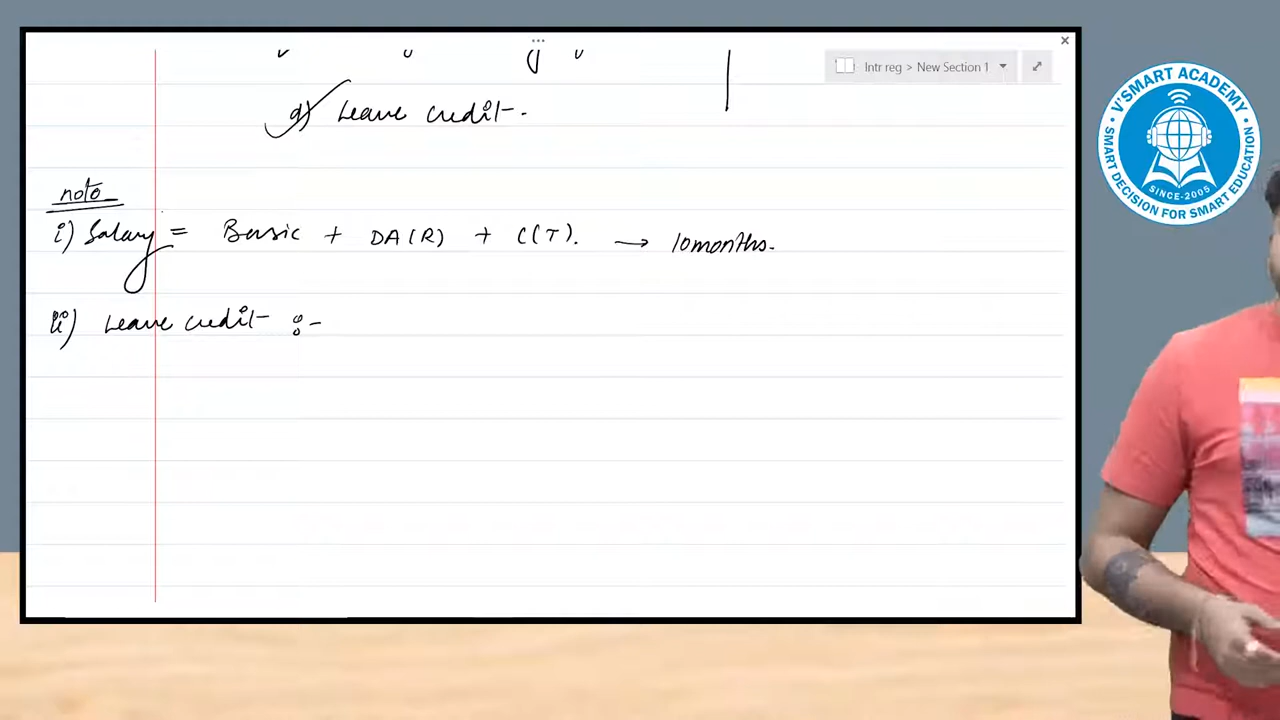 Intr reg > New Section 1
d) Leave credit.
note
i) Salary = Basic + DA(R) + C(T). → 10months.
ii) Leave credit :-
V'SMART ACADEMY
SINCE-2005
SMART DECISION FOR SMART EDUCATION